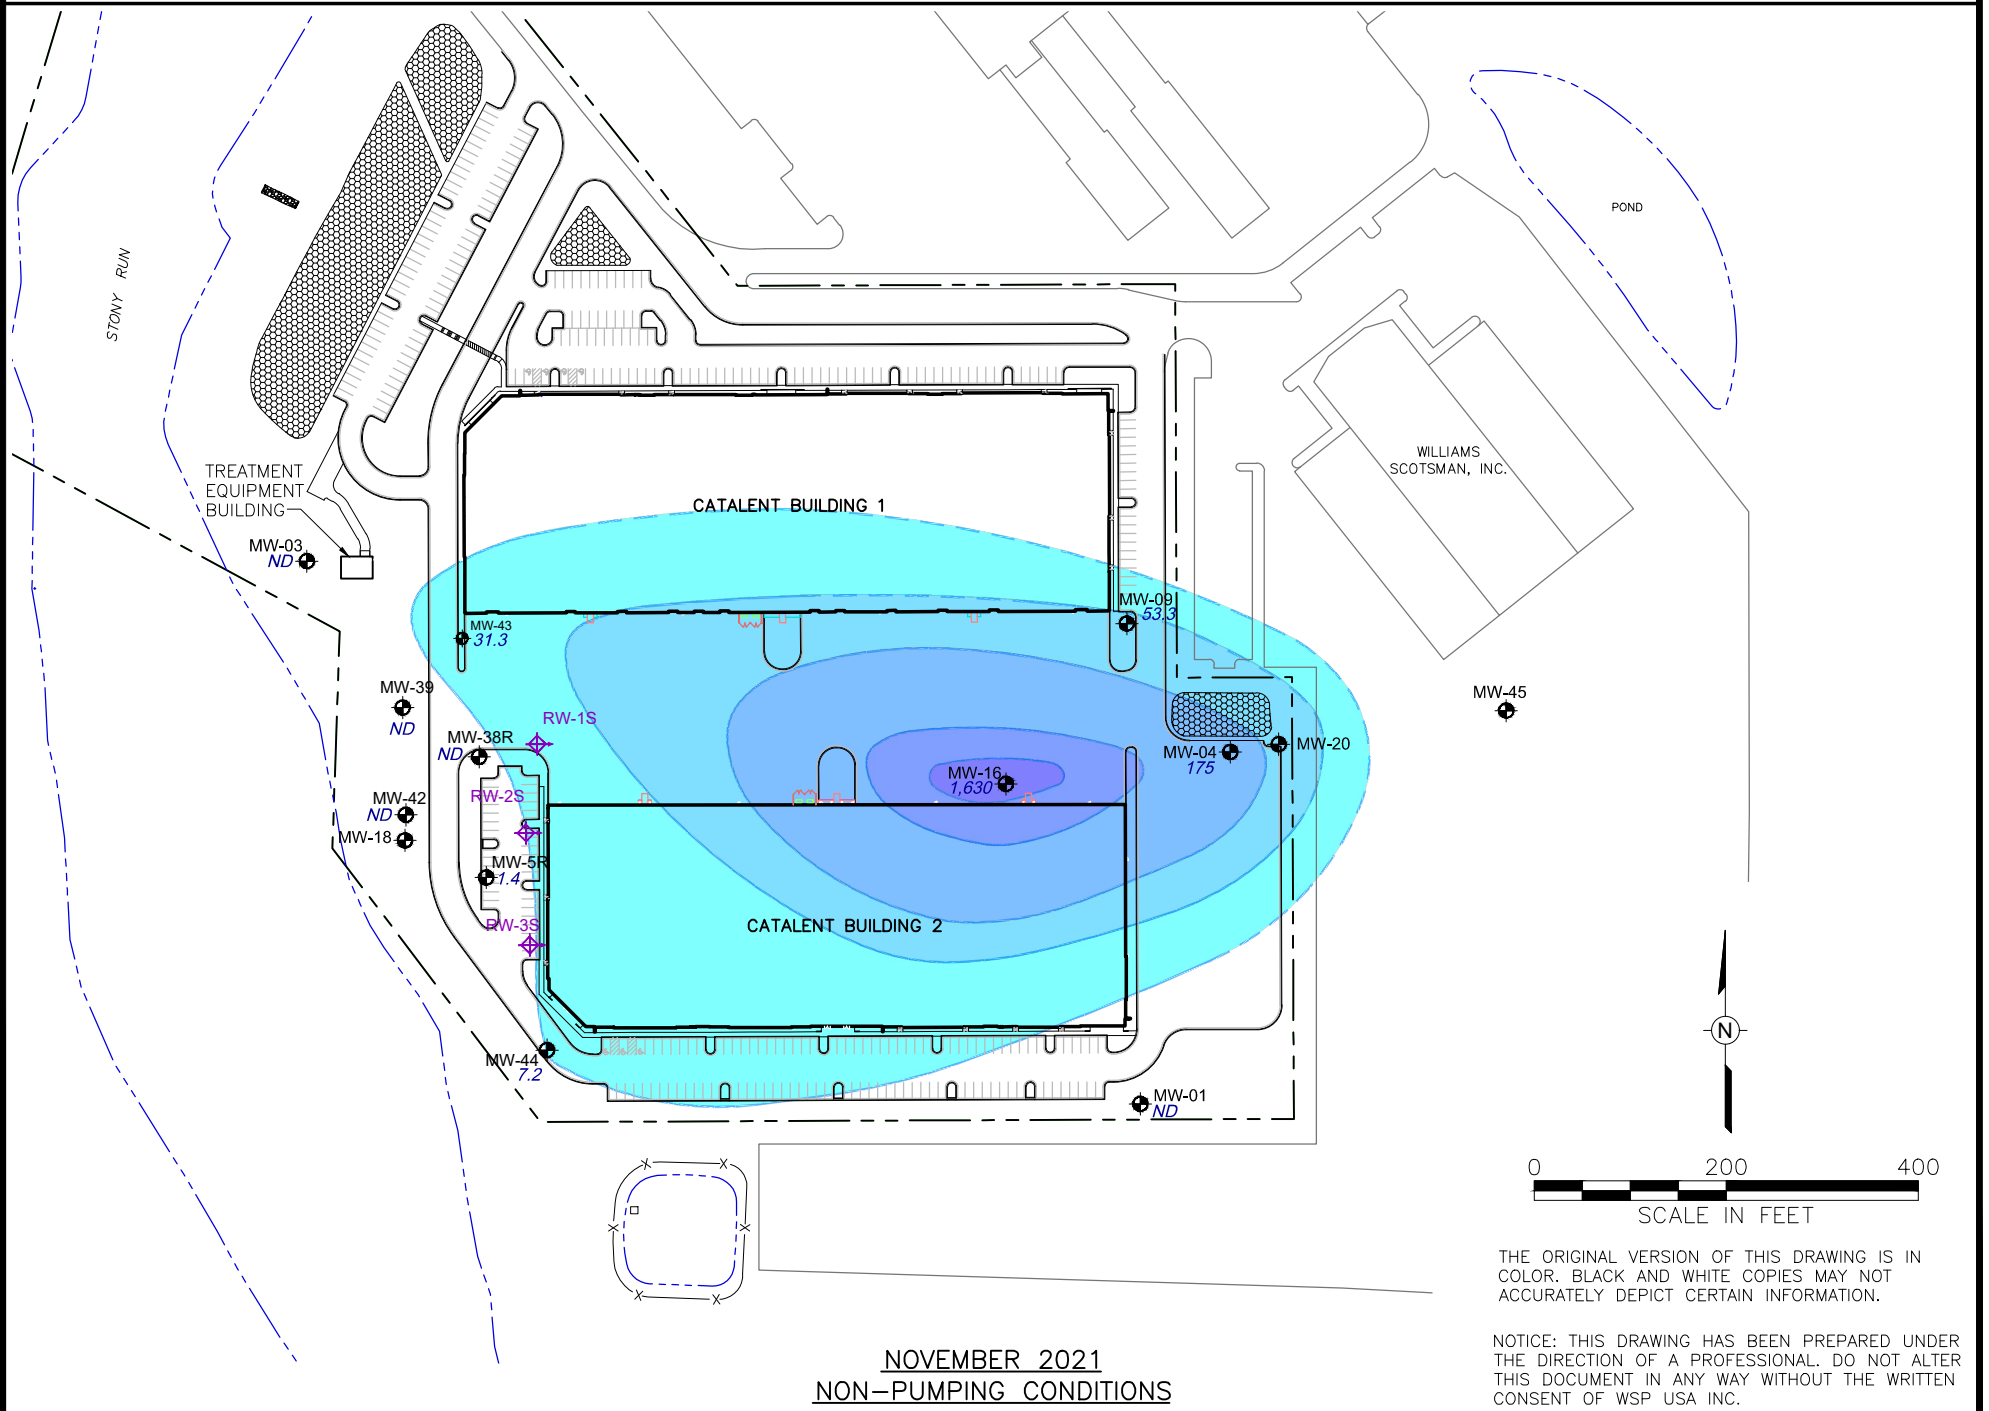 POND
STONY RUN
WILLIAMS
SCOTSMAN, INC.
TREATMENT
EQUIPMENT
BUILDING
CATALENT BUILDING 1
MW-03
ND
MW-43
31.3
MW-09
53.3
MW-39
ND
RW-1S
MW-38R
ND
MW-45
MW-04
175
MW-20
MW-16
1,630
RW-2S
MW-42
ND
MW-18
MW-5R
1.4
RW-3S
CATALENT BUILDING 2
MW-44
7.2
MW-01
ND
N
0 200 400
SCALE IN FEET
THE ORIGINAL VERSION OF THIS DRAWING IS IN
COLOR. BLACK AND WHITE COPIES MAY NOT
ACCURATELY DEPICT CERTAIN INFORMATION.
NOTICE: THIS DRAWING HAS BEEN PREPARED UNDER
THE DIRECTION OF A PROFESSIONAL. DO NOT ALTER
THIS DOCUMENT IN ANY WAY WITHOUT THE WRITTEN
CONSENT OF WSP USA INC.
NOVEMBER 2021
NON-PUMPING CONDITIONS